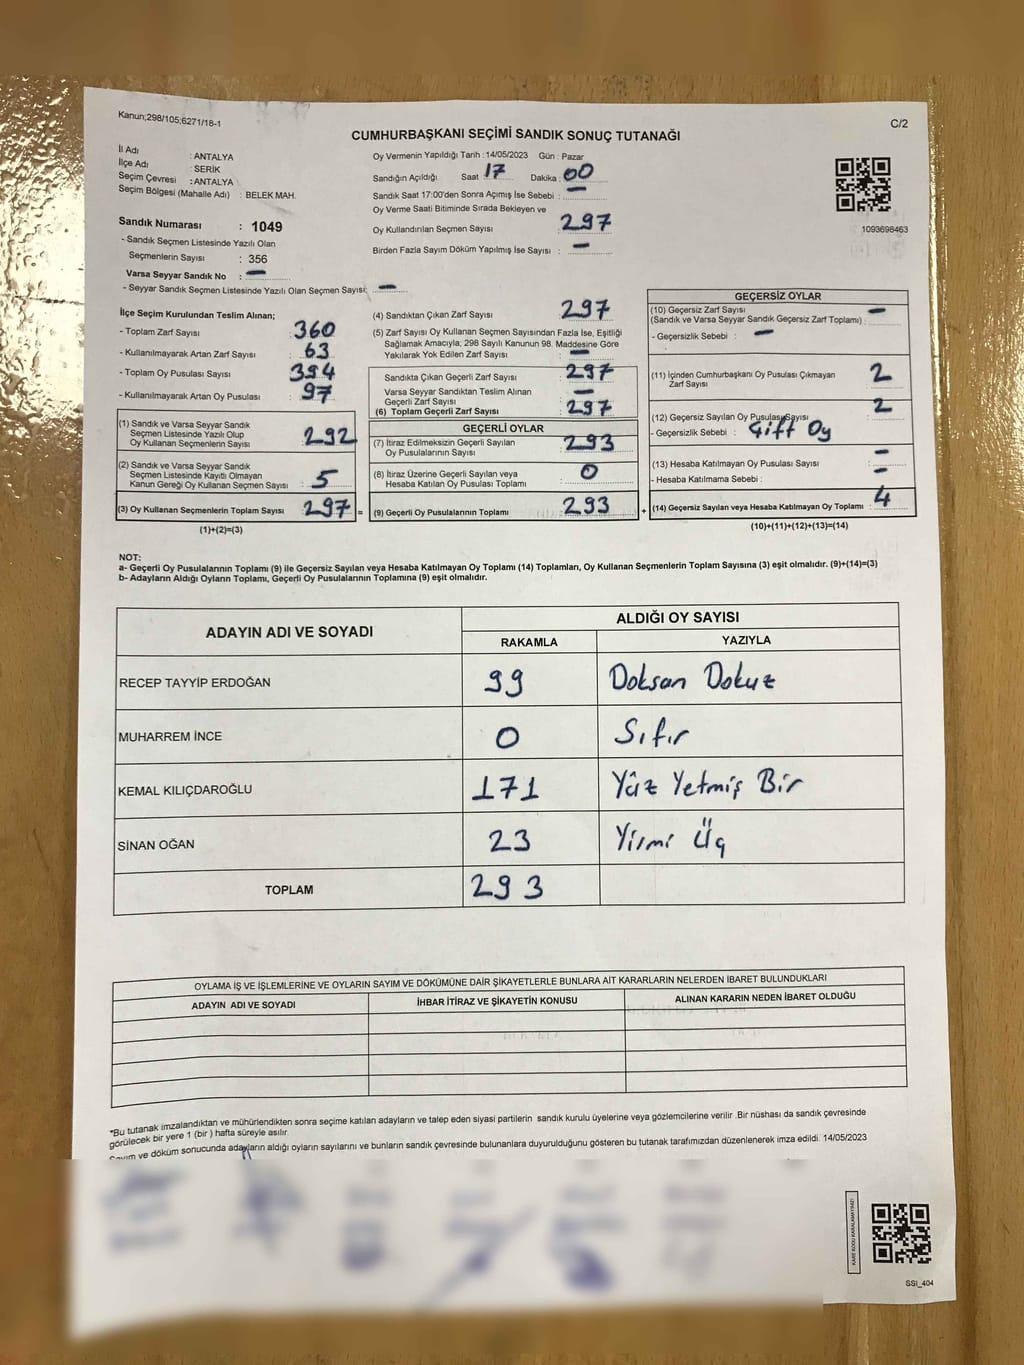 Kanun;298/105;6271/18-1
C/2
CUMHURBAŞKANI SEÇİMİ SANDIK SONUÇ TUTANAĞI
İl Adı : ANTALYA
İlçe Adı : SERİK
Seçim Çevresi : ANTALYA
Seçim Bölgesi (Mahalle Adı) : BELEK MAH.
Sandık Numarası : 1049
- Sandık Seçmen Listesinde Yazılı Olan
Seçmenlerin Sayısı : 356
Varsa Seyyar Sandık No : -
- Seyyar Sandık Seçmen Listesinde Yazılı Olan Seçmen Sayısı; -
Oy Vermenin Yapıldığı Tarih : 14/05/2023 Gün : Pazar
Sandığın Açıldığı Saat 17 Dakika : 00
Sandık Saat 17:00'den Sonra Açımış İse Sebebi : -
Oy Verme Saati Bitiminde Sırada Bekleyen ve
Oy Kullandırılan Seçmen Sayısı : 297
Birden Fazla Sayım Döküm Yapılmış İse Sayısı : -
1093698463
İlçe Seçim Kurulundan Teslim Alınan;
- Toplam Zarf Sayısı : 360
- Kullanılmayarak Artan Zarf Sayısı : 63
- Toplam Oy Pusulası Sayısı : 394
- Kullanılmayarak Artan Oy Pusulası : 97
(1) Sandık ve Varsa Seyyar Sandık
Seçmen Listesinde Yazılı Olup
Oy Kullanan Seçmenlerin Sayısı : 292
(2) Sandık ve Varsa Seyyar Sandık
Seçmen Listesinde Kayıtlı Olmayan
Kanun Gereği Oy Kullanan Seçmen Sayısı : 5
(3) Oy Kullanan Seçmenlerin Toplam Sayısı : 297 =
(1)+(2)=(3)
(4) Sandıktan Çıkan Zarf Sayısı : 297
(5) Zarf Sayısı Oy Kullanan Seçmen Sayısından Fazla İse, Eşitliği
Sağlamak Amacıyla; 298 Sayılı Kanunun 98. Maddesine Göre
Yakılarak Yok Edilen Zarf Sayısı : -
Sandıkta Çıkan Geçerli Zarf Sayısı : 297
Varsa Seyyar Sandıktan Teslim Alınan
Geçerli Zarf Sayısı : -
(6) Toplam Geçerli Zarf Sayısı : 297
GEÇERLİ OYLAR
(7) İtiraz Edilmeksizin Geçerli Sayılan
Oy Pusulalarının Sayısı : 293
(8) İtiraz Üzerine Geçerli Sayılan veya
Hesaba Katılan Oy Pusulası Toplamı : 0
(9) Geçerli Oy Pusulalarının Toplamı : 293 +
GEÇERSİZ OYLAR
(10) Geçersiz Zarf Sayısı
(Sandık ve Varsa Seyyar Sandık Geçersiz Zarf Toplamı) : -
- Geçersizlik Sebebi : -
(11) İçinden Cumhurbaşkanı Oy Pusulası Çıkmayan
Zarf Sayısı : 2
(12) Geçersiz Sayılan Oy Pusulası Sayısı : 2
- Geçersizlik Sebebi : Çift Oy
(13) Hesaba Katılmayan Oy Pusulası Sayısı : -
- Hesaba Katılmama Sebebi : -
(14) Geçersiz Sayılan veya Hesaba Katılmayan Oy Toplamı : 4
(10)+(11)+(12)+(13)=(14)
NOT:
a- Geçerli Oy Pusulalarının Toplamı (9) ile Geçersiz Sayılan veya Hesaba Katılmayan Oy Toplamı (14) Toplamları, Oy Kullanan Seçmenlerin Toplam Sayısına (3) eşit olmalıdır. (9)+(14)=(3)
b- Adayların Aldığı Oyların Toplamı, Geçerli Oy Pusulalarının Toplamına (9) eşit olmalıdır.
ADAYIN ADI VE SOYADI
ALDIĞI OY SAYISI
RAKAMLA YAZIYLA
RECEP TAYYİP ERDOĞAN 99 Doksan Dokuz
MUHARREM İNCE 0 Sıfır
KEMAL KILIÇDAROĞLU 171 Yüz Yetmiş Bir
SİNAN OĞAN 23 Yirmi Üç
TOPLAM 293
OYLAMA İŞ VE İŞLEMLERİNE VE OYLARIN SAYIM VE DÖKÜMÜNE DAİR ŞİKAYETLERLE BUNLARA AİT KARARLARIN NELERDEN İBARET BULUNDUKLARI
ADAYIN ADI VE SOYADI İHBAR İTİRAZ VE ŞİKAYETİN KONUSU ALINAN KARARIN NEDEN İBARET OLDUĞU
*Bu tutanak imzalandıktan ve mühürlendikten sonra seçime katılan adayların ve talep eden siyasi partilerin sandık kurulu üyelerine veya gözlemcilerine verilir .Bir nüshası da sandık çevresinde
görülecek bir yere 1 (bir ) hafta süreyle asılır.
Sayım ve döküm sonucunda adayların aldığı oyların sayılarını ve bunların sandık çevresinde bulunanlara duyurulduğunu gösteren bu tutanak tarafımızdan düzenlenerek imza edildi. 14/05/2023
KARE KODU KARALAMAYINIZ!
SSI_404